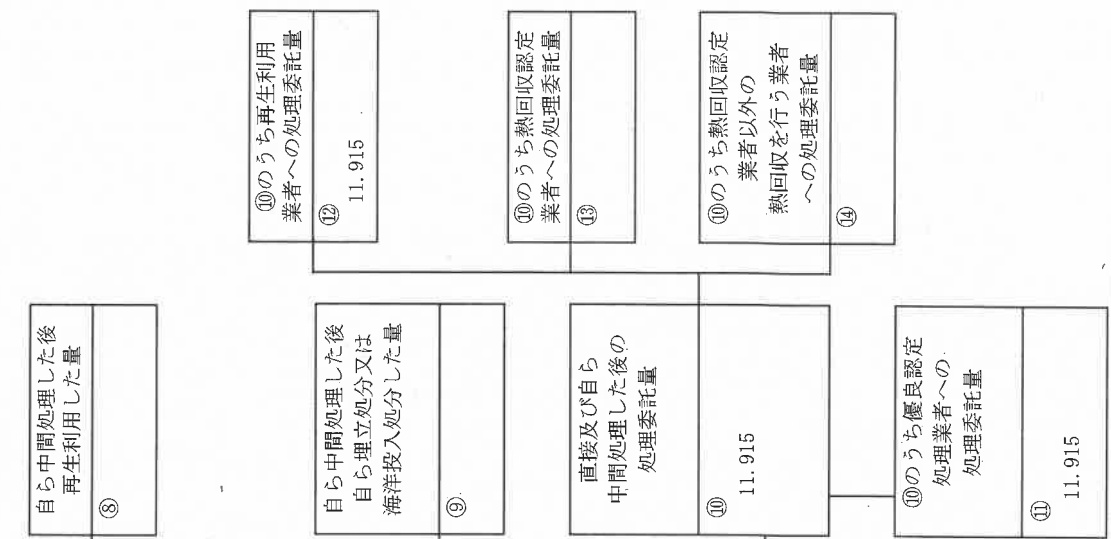 自ら中間処理した後
再生利用した量
⑧
自ら中間処理した後
自ら埋立処分又は
海洋投入処分した量
⑨
直接及び自ら
中間処理した後の
処理委託量
⑩
11.915
⑩のうち優良認定
処理業者への
処理委託量
⑪
11.915
⑩のうち再生利用
業者への処理委託量
⑫
11.915
⑩のうち熱回収認定
業者への処理委託量
⑬
⑩のうち熱回収認定
業者以外の
熱回収を行う業者
への処理委託量
⑭